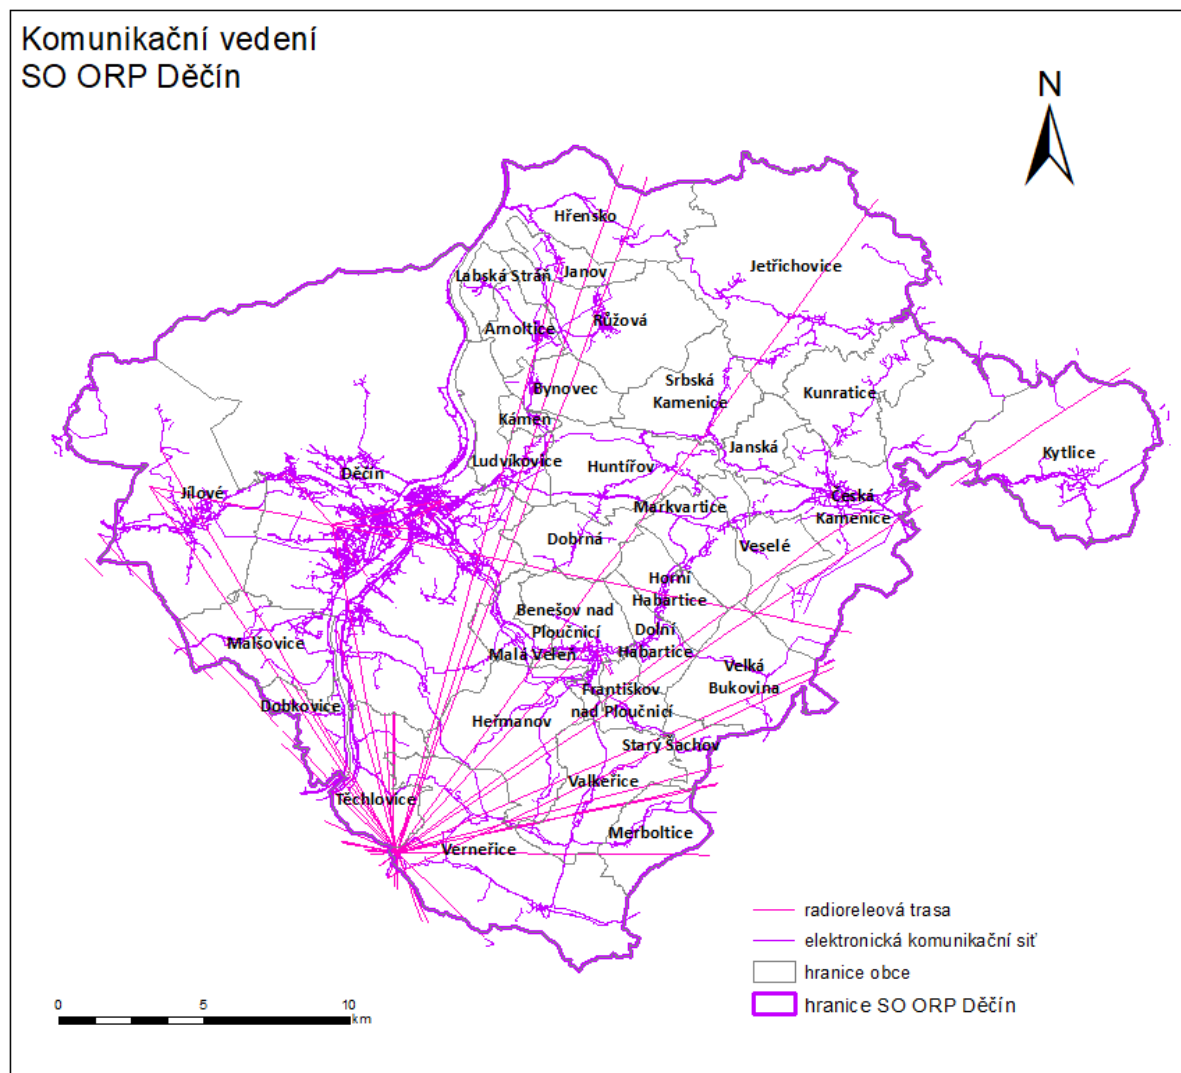 Komunikační vedení
SO ORP Děčín
N
Hřensko
Jetřichovice
Labská Stráň
Janov
Růžová
Arnoltice
Bynovec
Srbská
Kamenice
Kunratice
Kámen
Janská
Kytlice
Ludvíkovice
Huntířov
Děčín
Jílové
Česká
Kamenice
Markvartice
Dobrná
Veselé
Horní
Habartice
Benešov nad
Ploučnicí
Dolní
Habartice
Malšovice
Malá Veleň
Velká
Bukovina
Františkov
nad Ploučnicí
Dobkovice
Heřmanov
Starý Šachov
Valkeřice
Těchlovice
Merboltice
Verneřice
radioreleová trasa
elektronická komunikační siť
hranice obce
hranice SO ORP Děčín
0 5 10
km